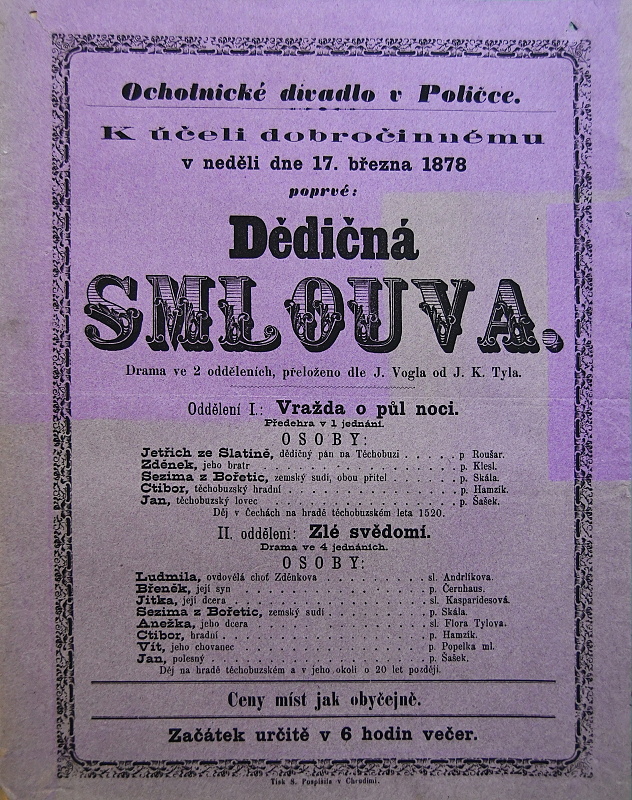 Ochotnické divadlo v Poličce.
K účeli dobročinnému
v neděli dne 17. března 1878
poprvé:
Dědičná
SMLOUVA.
Drama ve 2 odděleních, přeloženo dle J. Vogla od J. K. Tyla.
Oddělení I.: Vražda o půl noci.
Předehra v 1 jednání.
OSOBY:
Jetřich ze Slatiné, dědičný pán na Těchobuzi . . . . . p Roušar.
Zdeněk, jeho bratr . . . . . p. Klesl.
Sezima z Bořetic, zemský sudí, obou přítel . . . . . p. Skála.
Ctibor, těchobuzský hradní . . . . . p. Hamzík.
Jan, těchobuzský lovec . . . . . p. Šašek.
Děj v Čechách na hradě těchobuzském leta 1520.
II. oddělení: Zlé svědomí.
Drama ve 4 jednáních.
OSOBY:
Ludmila, ovdovělá choť Zděnkova . . . . . sl. Andrlíkova.
Břeněk, její syn . . . . . p. Černhaus.
Jitka, její dcera . . . . . sl. Kasparidesová.
Sezima z Bořetic, zemský sudí . . . . . p. Skála.
Anežka, jeho dcera . . . . . sl. Flora Tylova.
Ctibor, hradní . . . . . p. Hamzík.
Vít, jeho chovanec . . . . . p. Popelka ml.
Jan, polesný . . . . . p. Šašek.
Děj na hradě těchobuzském a v jeho okolí o 20 let později.
Ceny míst jak obyčejně.
Začátek určitě v 6 hodin večer.
Tisk S. Pospíšila v Chrudimi.